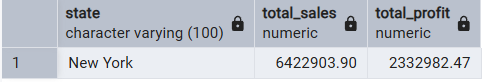 state total_sales total_profit
character varying (100) numeric numeric
1 New York 6422903.90 2332982.47